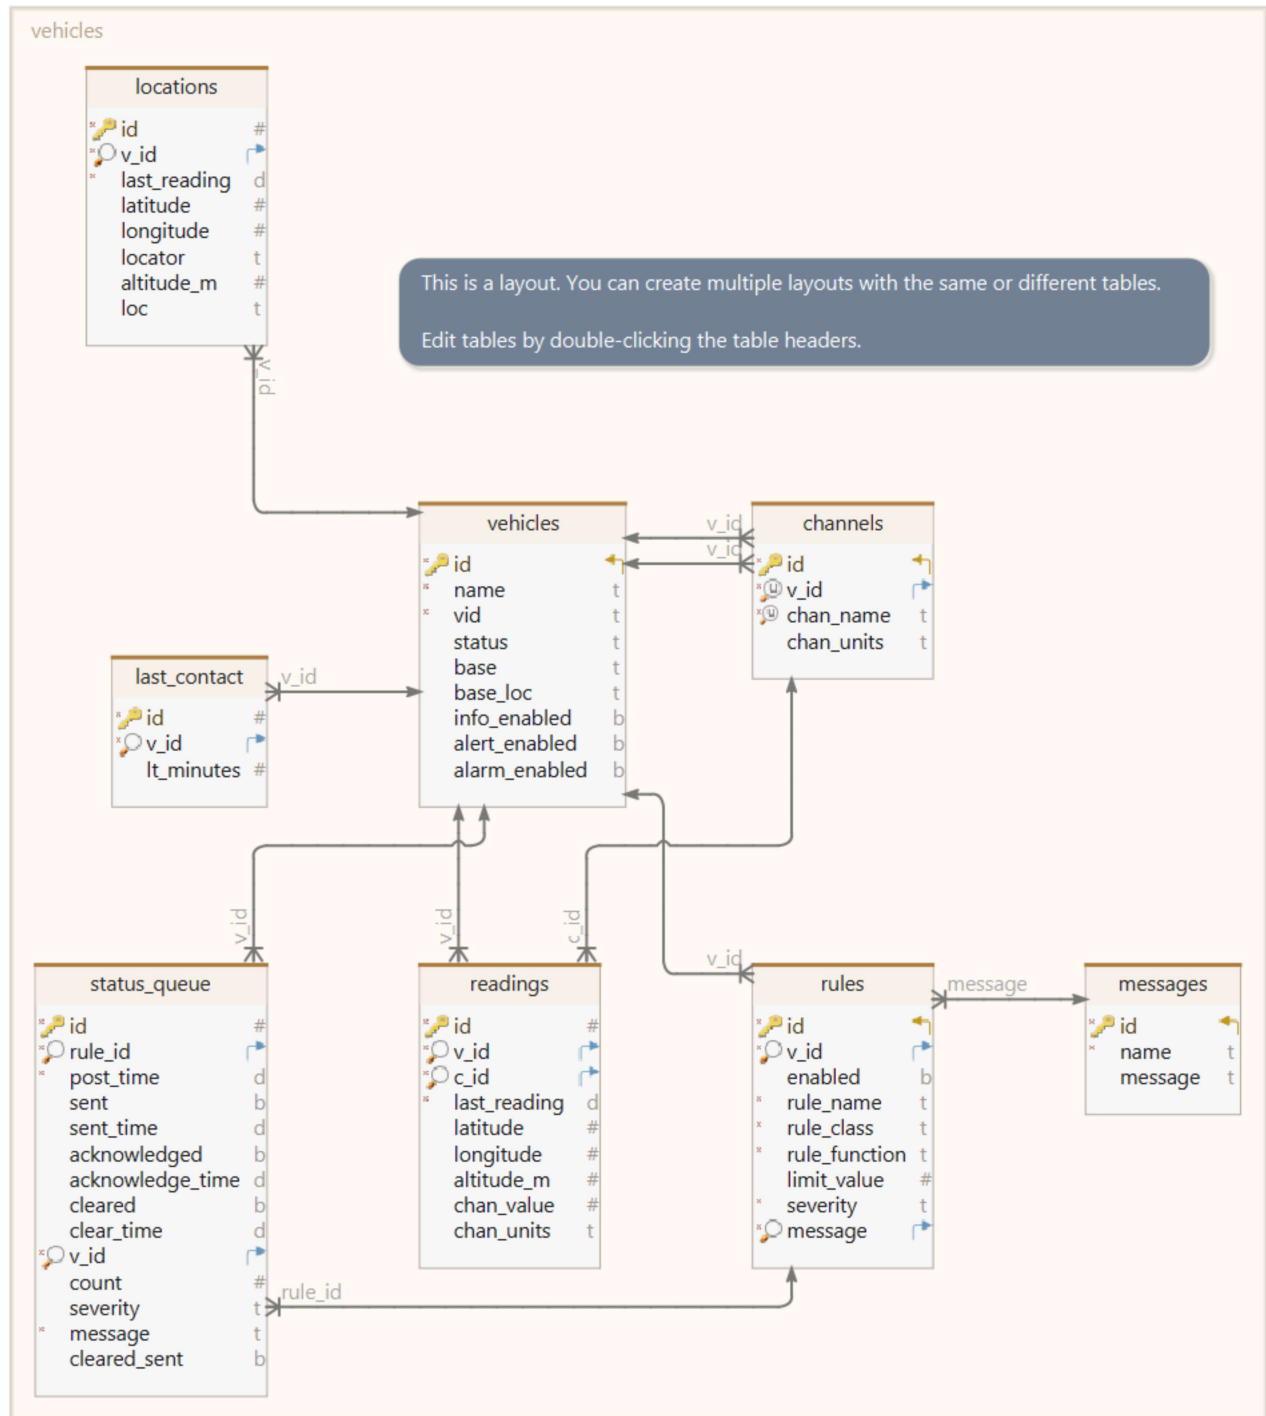 vehicles
locations
id #
v_id
last_reading d
latitude #
longitude #
locator t
altitude_m #
loc t
v_id
This is a layout. You can create multiple layouts with the same or different tables.
Edit tables by double-clicking the table headers.
vehicles
id
name t
vid t
status t
base t
base_loc t
info_enabled b
alert_enabled b
alarm_enabled b
v_id
v_id
channels
id
v_id
chan_name t
chan_units t
last_contact
id #
v_id
lt_minutes #
v_id
v_id
v_id
c_id
v_id
status_queue
id #
rule_id
post_time d
sent b
sent_time d
acknowledged b
acknowledge_time d
cleared b
clear_time d
v_id
count #
severity t
message t
cleared_sent b
rule_id
readings
id #
v_id
c_id
last_reading d
latitude #
longitude #
altitude_m #
chan_value #
chan_units t
rules
id
v_id
enabled b
rule_name t
rule_class t
rule_function t
limit_value #
severity t
message
message
messages
id
name t
message t